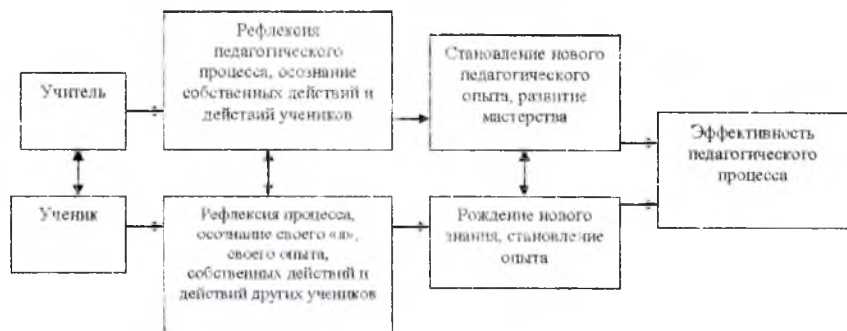 Учитель
Рефлексия
педагогического
процесса, осознание
собственных действий и
действий учеников
Становление нового
педагогического
опыта, развитие
мастерства
Эффективность
педагогического
процесса
Ученик
Рефлексия процесса,
осознание своего «я»,
своего опыта,
собственных действий и
действий других учеников
Рождение нового
знания, становление
опыта